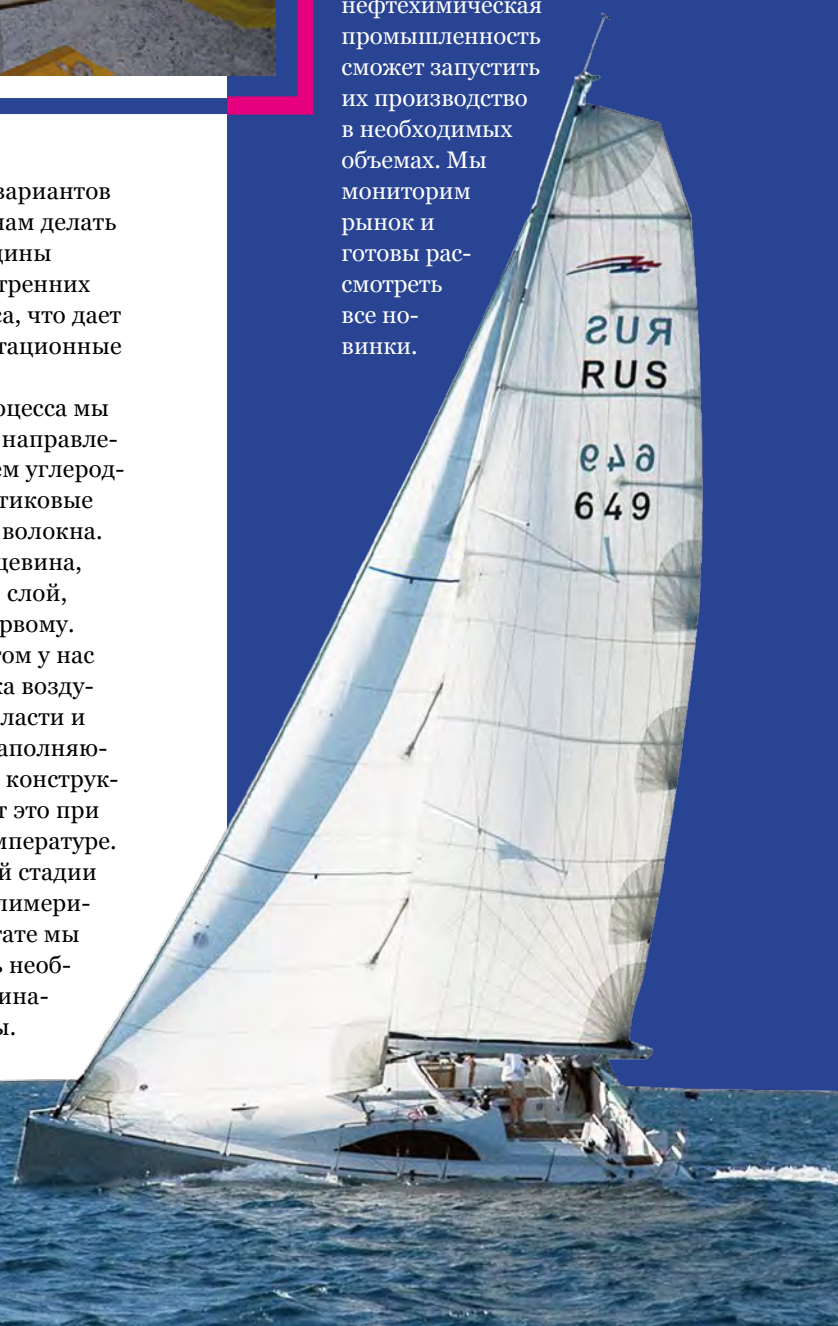 вариантов
нам делать
дины
тренних
са, что дает
тационные
оцесса мы
направле-
ем углерод-
тиковые
волокна.
цевина,
слой,
рвому.
том у нас
ка возду-
ласти и
аполняю-
конструк-
т это при
мпературе.
й стадии
лимери-
тате мы
ь необ-
ина-
ы.
нефтехимическая
промышленность
сможет запустить
их производство
в необходимых
объемах. Мы
мониторим
рынок и
готовы рас-
смотреть
все но-
винки.
RUS
RUS
649
649